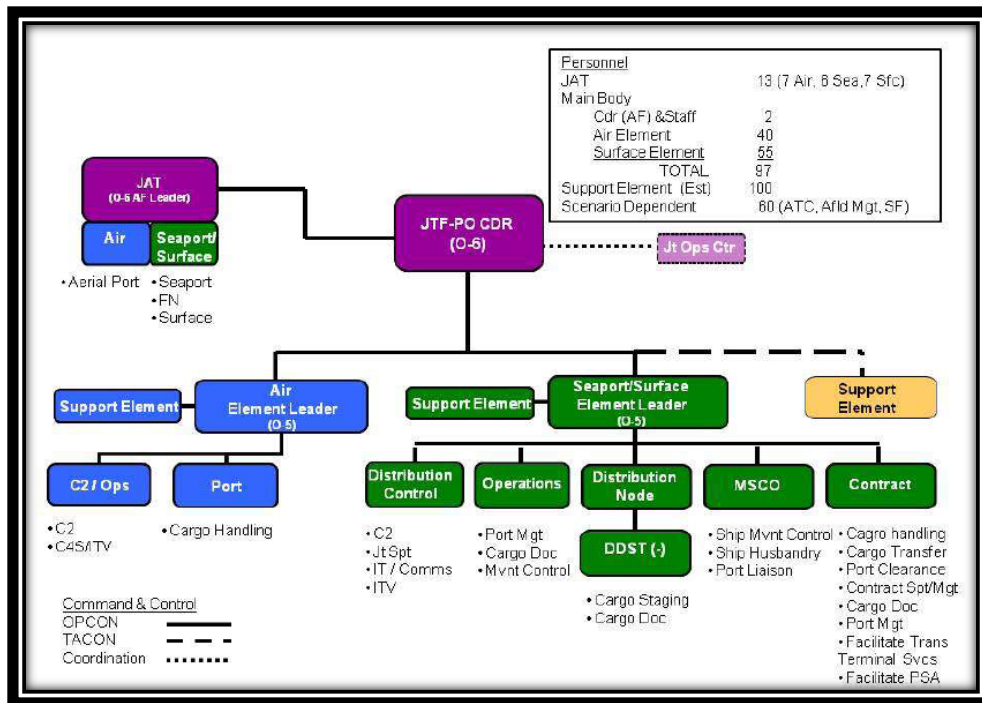 Personnel
JAT 13 (7 Air, 6 Sea,7 Sfc)
Main Body
Cdr (AF) &Staff 2
Air Element 40
Surface Element 55
TOTAL 97
Support Element (Est) 100
Scenario Dependent 60 (ATC, Afld Mgt, SF)
JAT
(O-6 AF Leader)
Air
Seaport/
Surface
• Aerial Port
• Seaport
• FN
• Surface
JTF-PO CDR
(O-6)
Jt Ops Ctr
Support Element
Air
Element Leader
(O-5)
Support Element
Seaport/Surface
Element Leader
(O-5)
Support
Element
C2 / Ops
• C2
• C4S/ITV
Port
• Cargo Handling
Distribution
Control
• C2
• Jt Spt
• IT / Comms
• ITV
Operations
• Port Mgt
• Cargo Doc
• Mvnt Control
Distribution
Node
DDST (-)
• Cargo Staging
• Cargo Doc
MSCO
• Ship Mvnt Control
• Ship Husbandry
• Port Liaison
Contract
• Cagro handling
• Cargo Transfer
• Port Clearance
• Contract Spt/Mgt
• Cargo Doc
• Port Mgt
• Facilitate Trans
Terminal Svcs
• Facilitate PSA
Command & Control
OPCON
TACON
Coordination